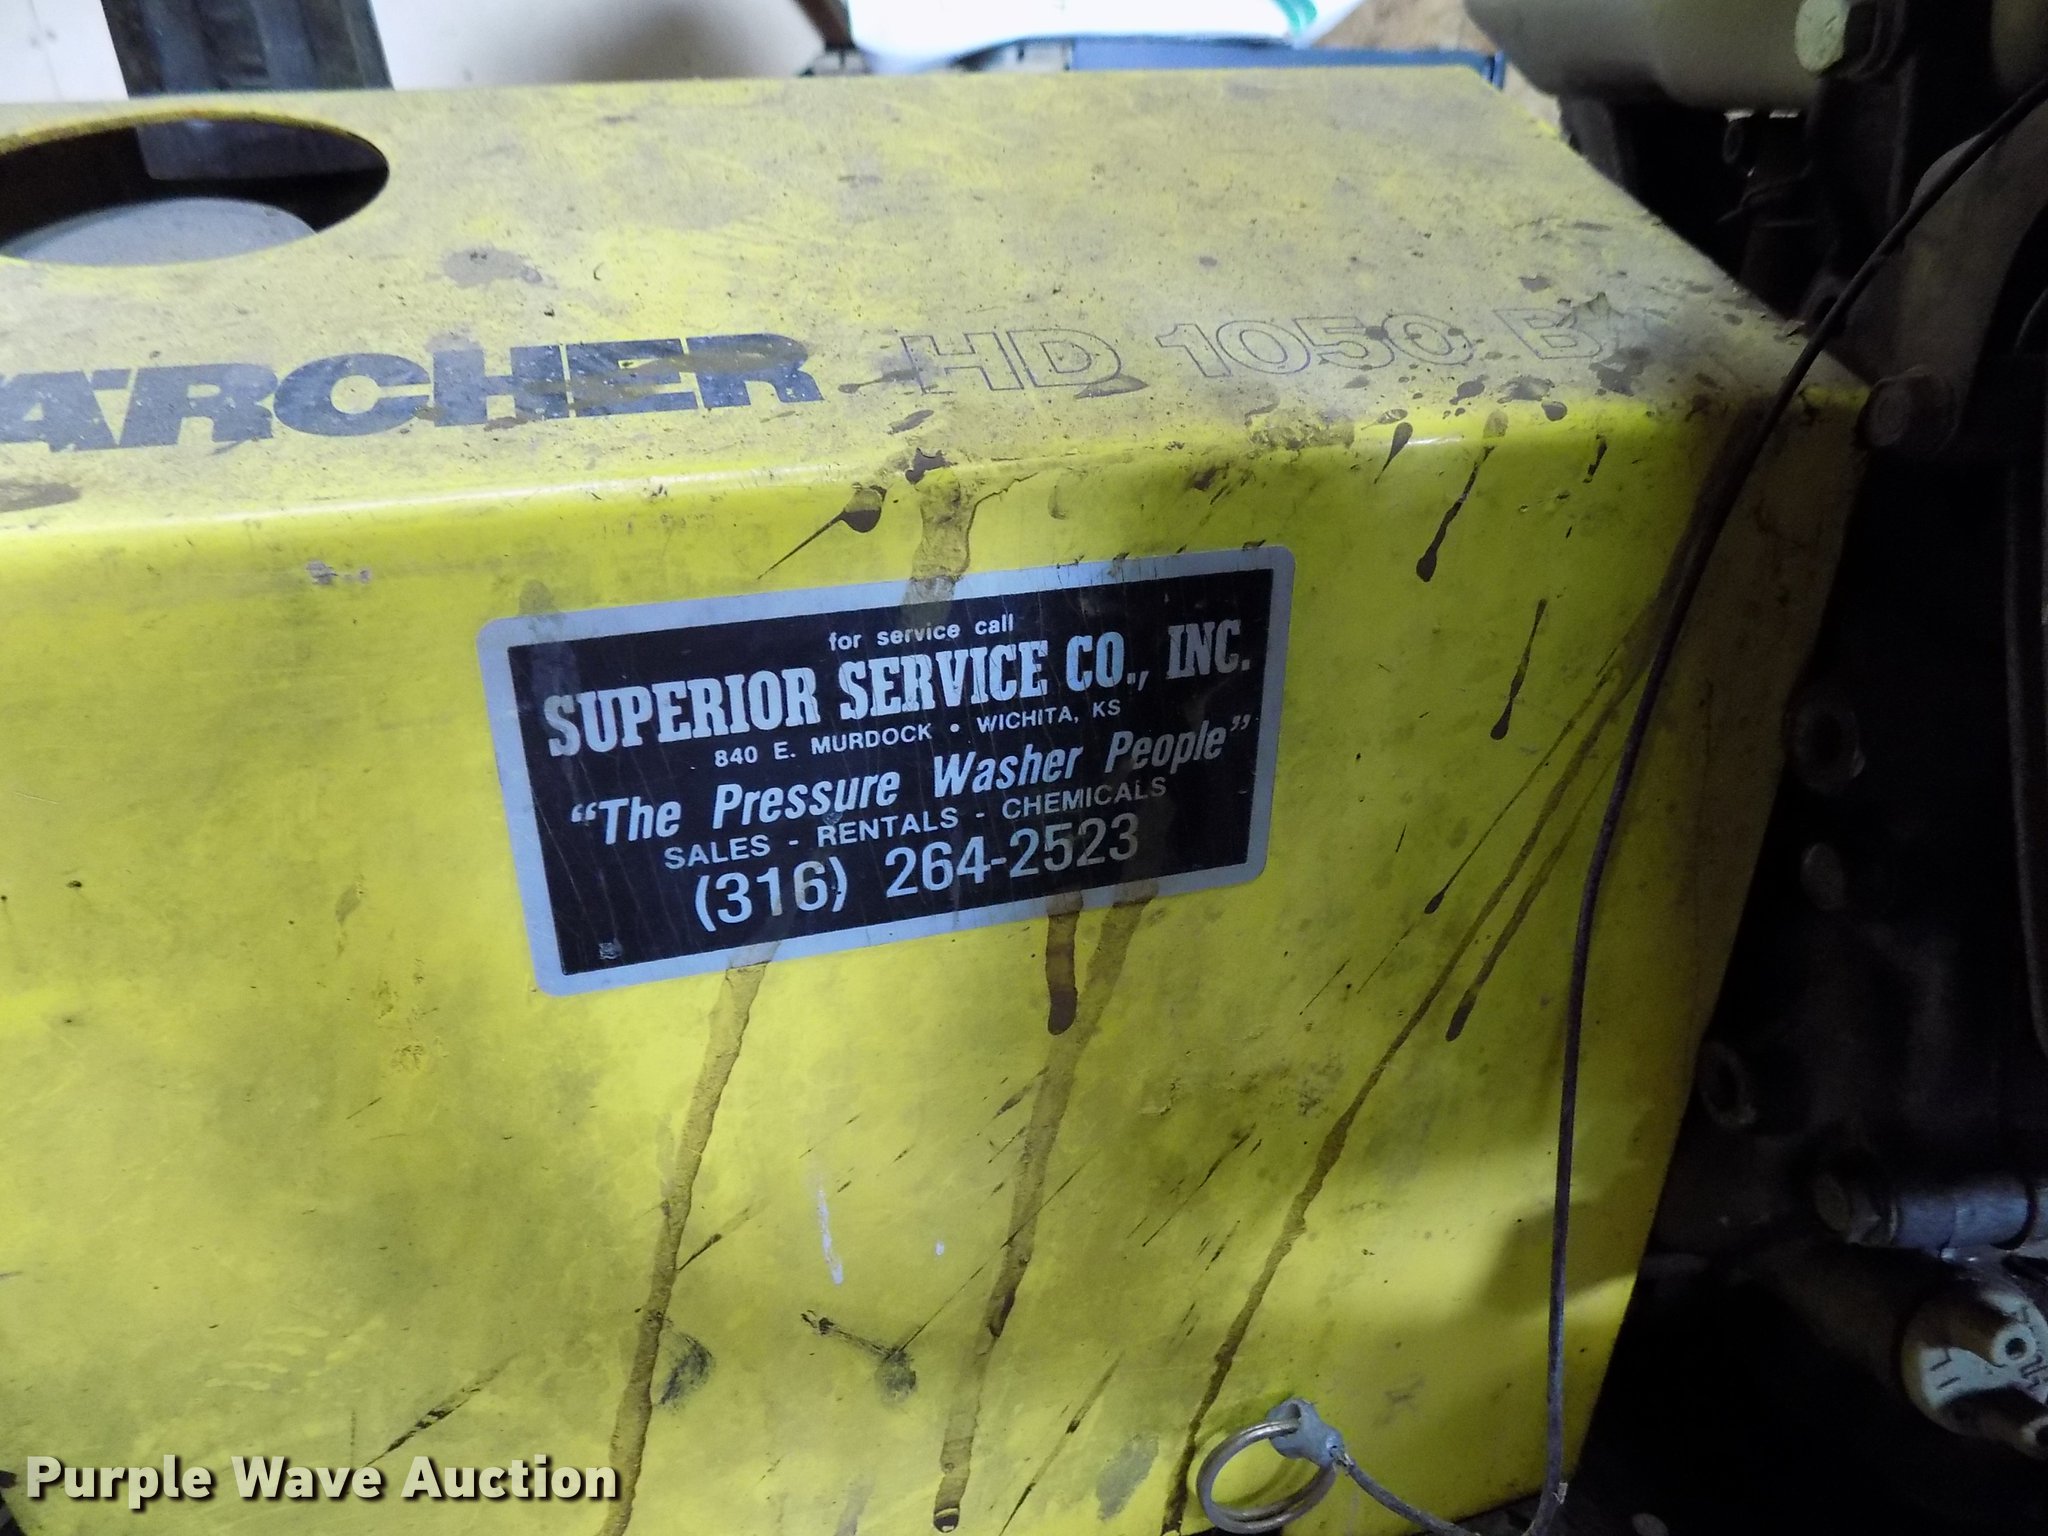 ÄRCHER HD 1050 B
for service call
SUPERIOR SERVICE CO., INC.
840 E. MURDOCK • WICHITA, KS
“The Pressure Washer People”
SALES - RENTALS - CHEMICALS
(316) 264-2523
Purple Wave Auction